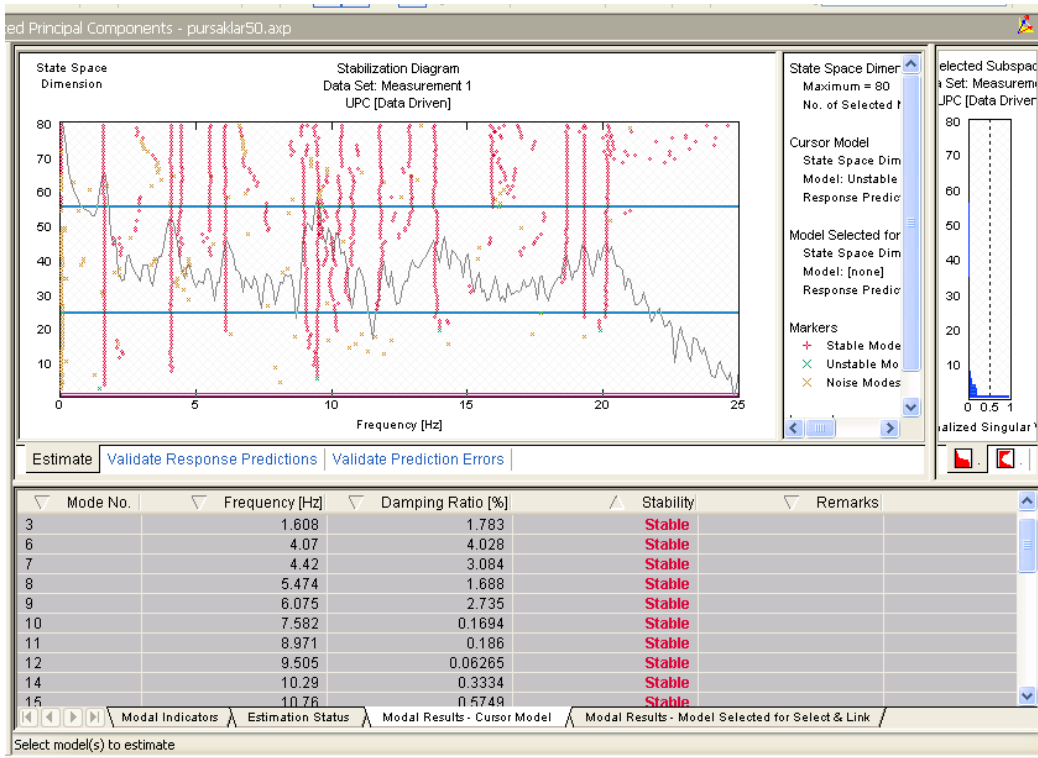 ed Principal Components - pursaklar50.axp
State Space
Dimension
Stabilization Diagram
Data Set: Measurement 1
UPC [Data Driven]
80
70
60
50
40
30
20
10
0 5 10 15 20 25
Frequency [Hz]
State Space Dimer
Maximum = 80
No. of Selected
Cursor Model
State Space Dim
Model: Unstable
Response Predic
Model Selected for
State Space Dim
Model: [none]
Response Predic
Markers
Stable Mode
Unstable Mo
Noise Modes
elected Subspac
a Set: Measurem
UPC [Data Driver
80
70
60
50
40
30
20
10
0 0.5 1
nalized Singular
Estimate Validate Response Predictions Validate Prediction Errors
Mode No. Frequency [Hz] Damping Ratio [%] Stability Remarks
3 1.608 1.783 Stable
6 4.07 4.028 Stable
7 4.42 3.084 Stable
8 5.474 1.688 Stable
9 6.075 2.735 Stable
10 7.582 0.1694 Stable
11 8.971 0.186 Stable
12 9.505 0.06265 Stable
14 10.29 0.3334 Stable
15 10.76 0.5749 Stable
Modal Indicators Estimation Status Modal Results - Cursor Model Modal Results - Model Selected for Select & Link
Select model(s) to estimate